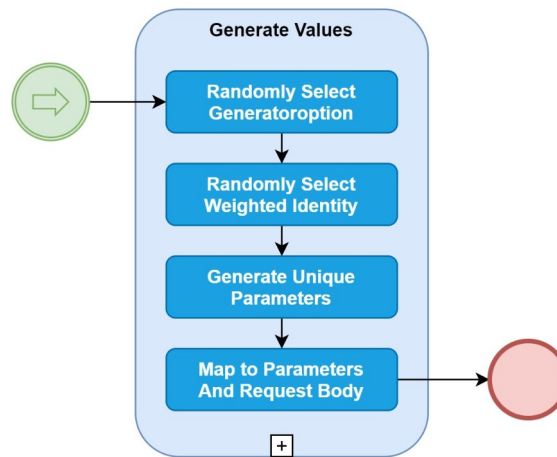 Generate Values
Randomly Select
Generatoroption
Randomly Select
Weighted Identity
Generate Unique
Parameters
Map to Parameters
And Request Body